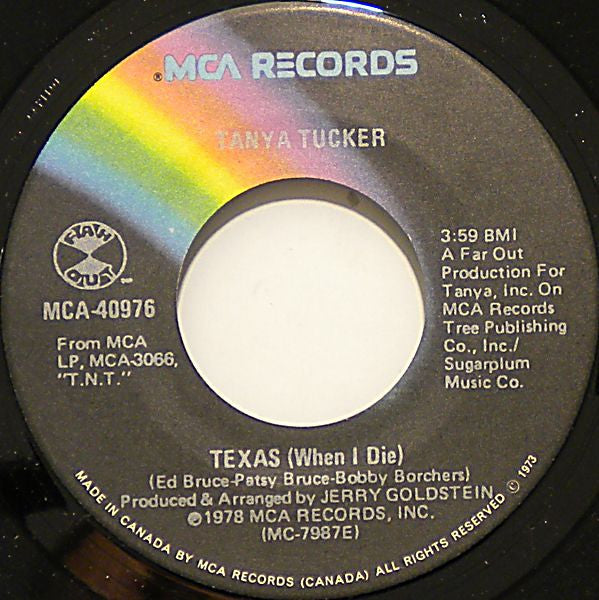 ®MCA RECORDS
TANYA TUCKER
MCA-40976
From MCA
LP, MCA-3066,
"T.N.T."
3:59 BMI
A Far Out
Production For
Tanya, Inc. On
MCA Records
Tree Publishing
Co., Inc./
Sugarplum
Music Co.
TEXAS (When I Die)
(Ed Bruce-Patsy Bruce-Bobby Borchers)
Produced & Arranged by JERRY GOLDSTEIN
℗1978 MCA RECORDS, INC.
(MC-7987E)
MADE IN CANADA BY MCA RECORDS (CANADA) ALL RIGHTS RESERVED © 1973